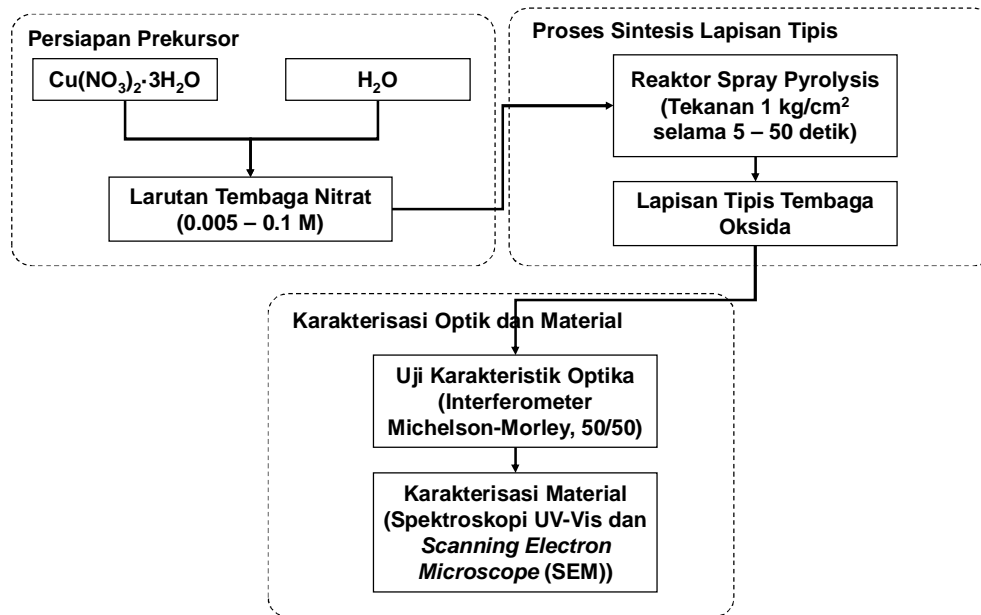 Persiapan Prekursor
Cu(NO₃)₂·3H₂O
H₂O
Larutan Tembaga Nitrat
(0.005 – 0.1 M)
Proses Sintesis Lapisan Tipis
Reaktor Spray Pyrolysis
(Tekanan 1 kg/cm²
selama 5 – 50 detik)
Lapisan Tipis Tembaga
Oksida
Karakterisasi Optik dan Material
Uji Karakteristik Optika
(Interferometer
Michelson-Morley, 50/50)
Karakterisasi Material
(Spektroskopi UV-Vis dan
Scanning Electron
Microscope (SEM))